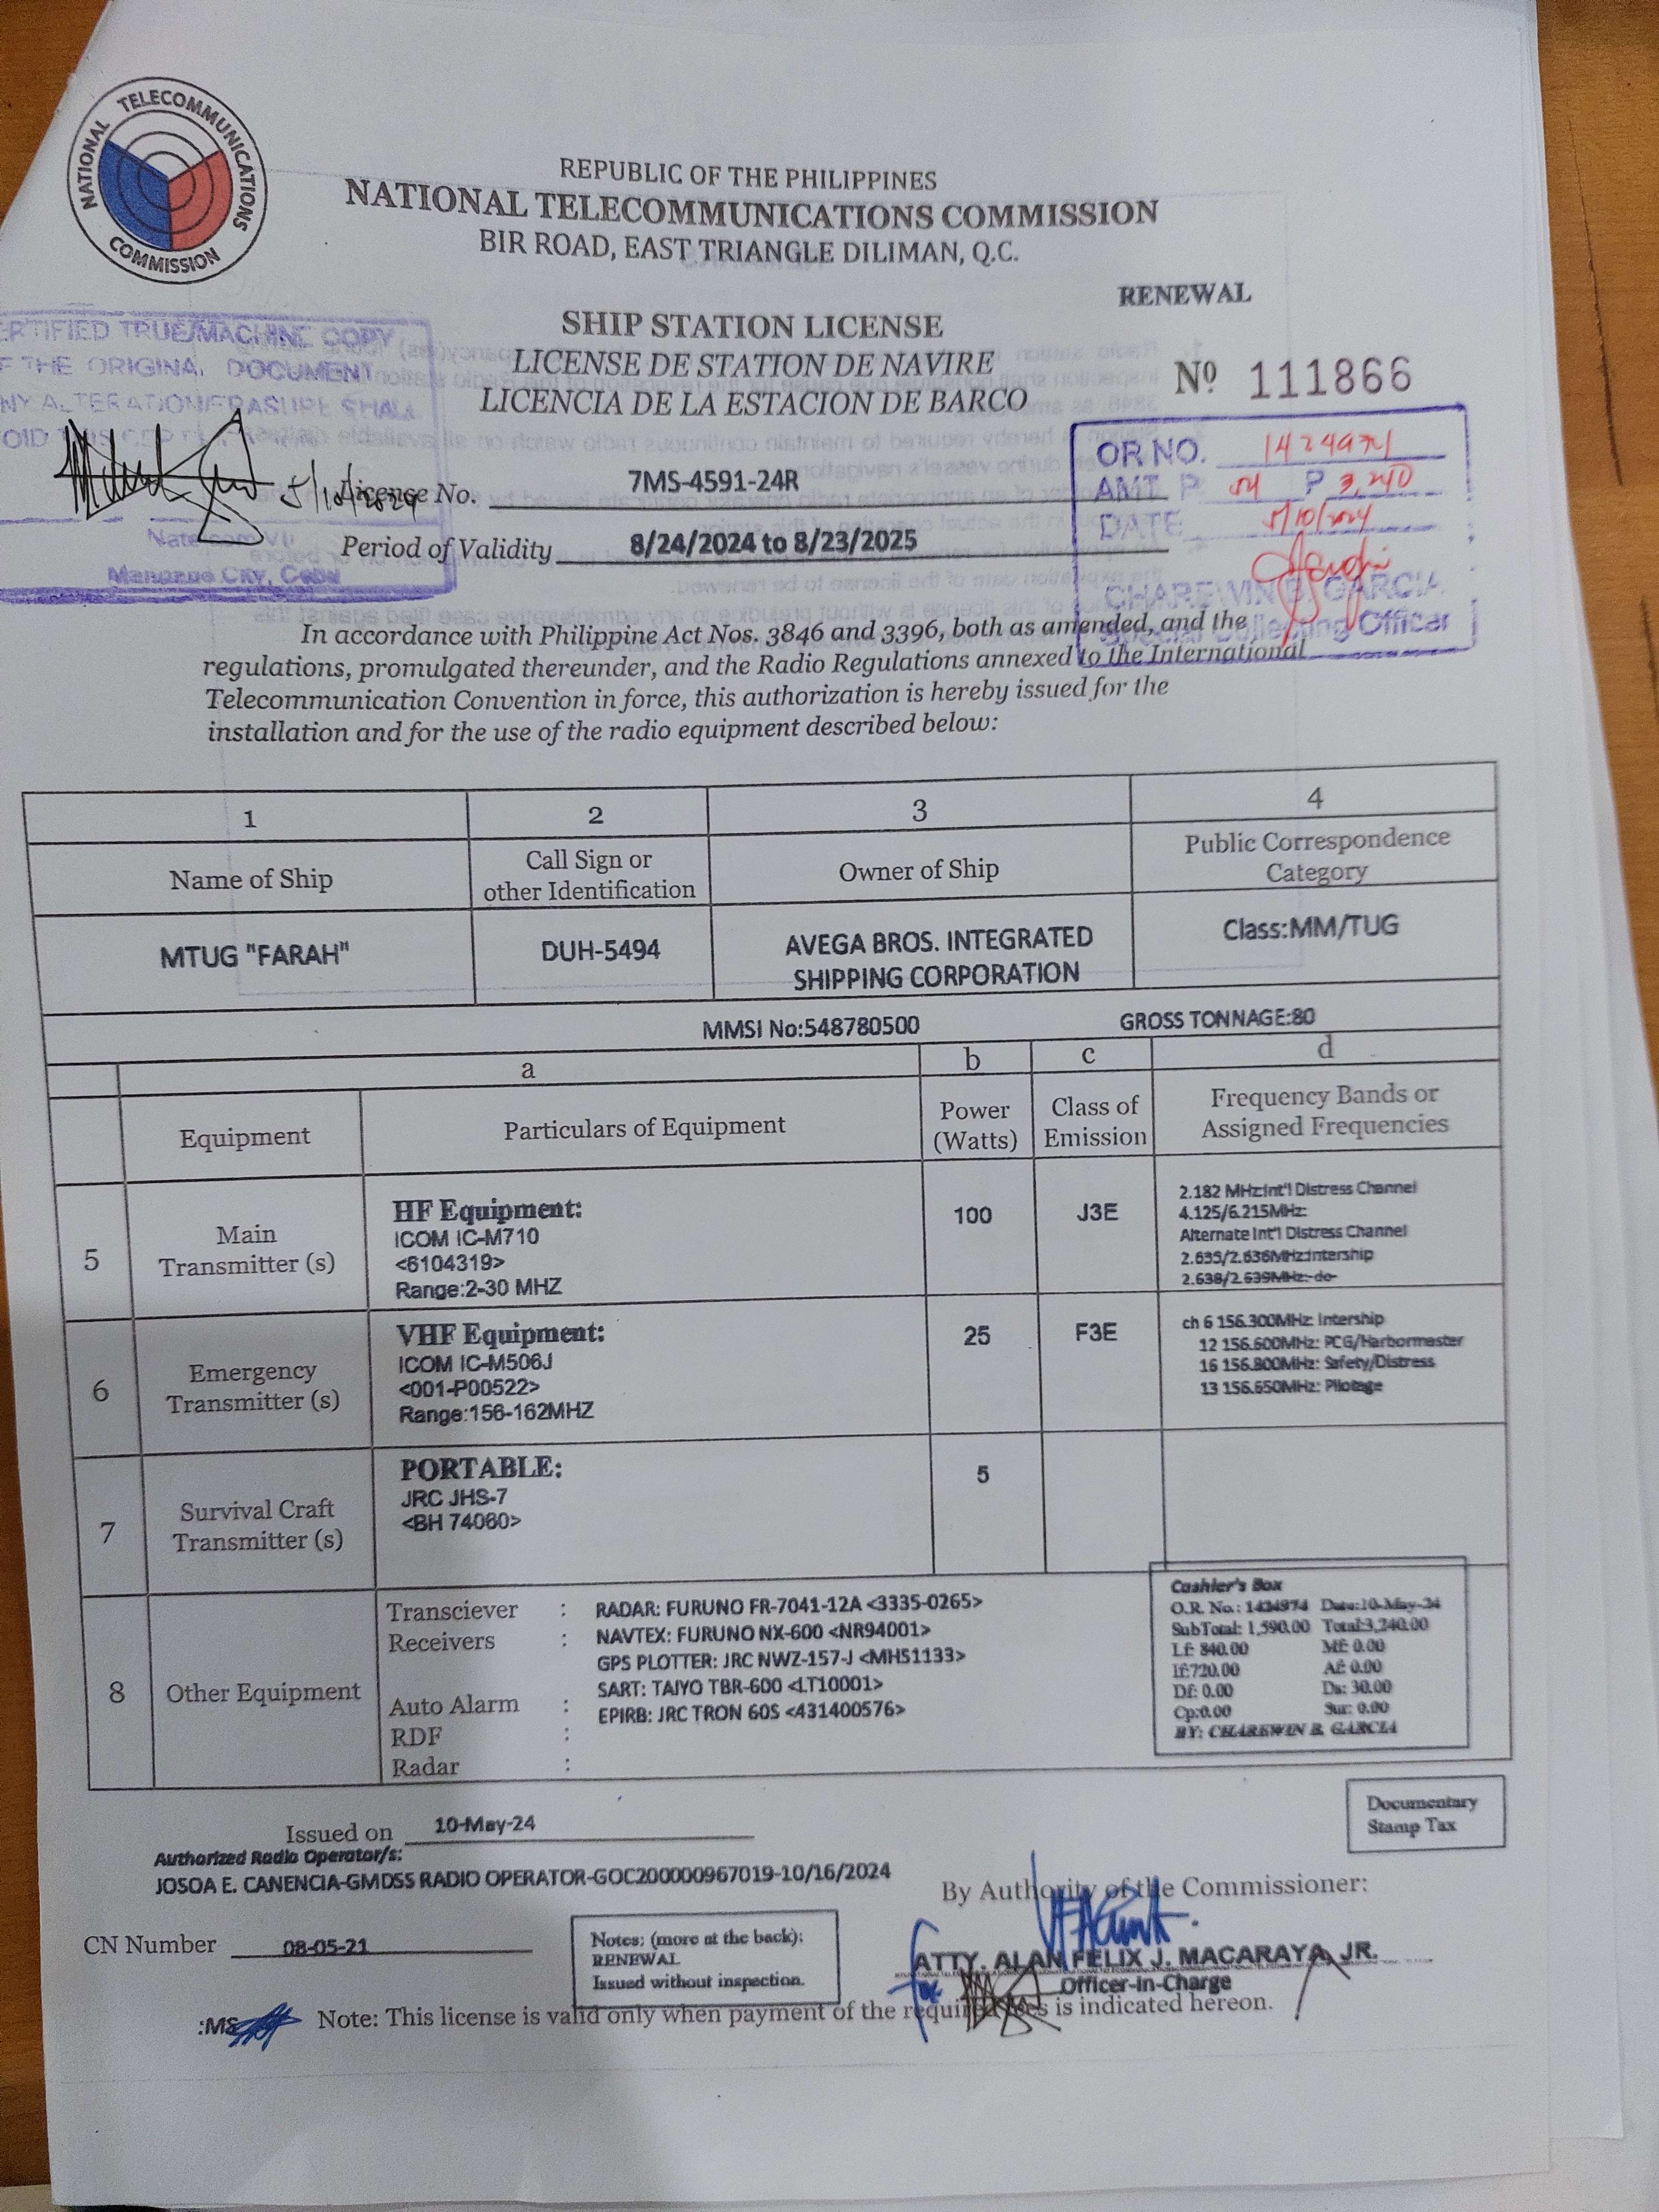 NATIONAL TELECOMMUNICATIONS COMMISSION
REPUBLIC OF THE PHILIPPINES
NATIONAL TELECOMMUNICATIONS COMMISSION
BIR ROAD, EAST TRIANGLE DILIMAN, Q.C.
RENEWAL
SHIP STATION LICENSE
LICENSE DE STATION DE NAVIRE
LICENCIA DE LA ESTACION DE BARCO
Nº 111866
ERTIFIED TRUE/MACHINE COPY
F THE ORIGINAL DOCUMENT
NY ALTERATION/ERASURE SHALL
5/10/2024
Mandaue City, Cebu
OR NO. 1424974
AMT P 3,240
DATE 5/10/2024
CHAREWIN B. GARCIA
Special Collecting Officer
License No. 7MS-4591-24R
Period of Validity 8/24/2024 to 8/23/2025
In accordance with Philippine Act Nos. 3846 and 3396, both as amended, and the
regulations, promulgated thereunder, and the Radio Regulations annexed to the International
Telecommunication Convention in force, this authorization is hereby issued for the
installation and for the use of the radio equipment described below:
1 2 3 4
Name of Ship
Call Sign or
other Identification
Owner of Ship
Public Correspondence
Category
MTUG "FARAH"
DUH-5494
AVEGA BROS. INTEGRATED
SHIPPING CORPORATION
Class:MM/TUG
MMSI No:548780500 GROSS TONNAGE:80
a b c d
Equipment
Particulars of Equipment
Power
(Watts)
Class of
Emission
Frequency Bands or
Assigned Frequencies
5
Main
Transmitter (s)
HF Equipment:
ICOM IC-M710
<6104319>
Range:2-30 MHZ
100
J3E
2.182 MHz:Int'l Distress Channel
4.125/6.215MHz:
Alternate Int'l Distress Channel
2.635/2.636MHz:Intership
2.638/2.639MHz:-do-
6
Emergency
Transmitter (s)
VHF Equipment:
ICOM IC-M506J
<001-P00522>
Range:156-162MHZ
25
F3E
ch 6 156.300MHz: Intership
12 156.600MHz: PCG/Harbormaster
16 156.800MHz: Safety/Distress
13 156.650MHz: Pilotage
7
Survival Craft
Transmitter (s)
PORTABLE:
JRC JHS-7
<BH 74060>
5
8
Other Equipment
Transciever :
Receivers :
Auto Alarm :
RDF :
Radar :
RADAR: FURUNO FR-7041-12A <3335-0265>
NAVTEX: FURUNO NX-600 <NR94001>
GPS PLOTTER: JRC NWZ-157-J <MH51133>
SART: TAIYO TBR-600 <LT10001>
EPIRB: JRC TRON 60S <431400576>
Cashier's Box
O.R. No.: 1424974 Date:10-May-24
SubTotal: 1,590.00 Total:3,240.00
Lf: 840.00 Mf: 0.00
If:720.00 Af: 0.00
Df: 0.00 Ds: 30.00
Cp:0.00 Sur: 0.00
BY: CHAREWIN B. GARCIA
Documentary
Stamp Tax
Issued on 10-May-24
Authorized Radio Operator/s:
JOSOA E. CANENCIA-GMDSS RADIO OPERATOR-GOC200000967019-10/16/2024
By Authority of the Commissioner:
CN Number 08-05-21
Notes: (more at the back):
RENEWAL
Issued without inspection.
ATTY. ALAN FELIX J. MACARAYA, JR.
Officer-In-Charge
:MS
Note: This license is valid only when payment of the required fees is indicated hereon.